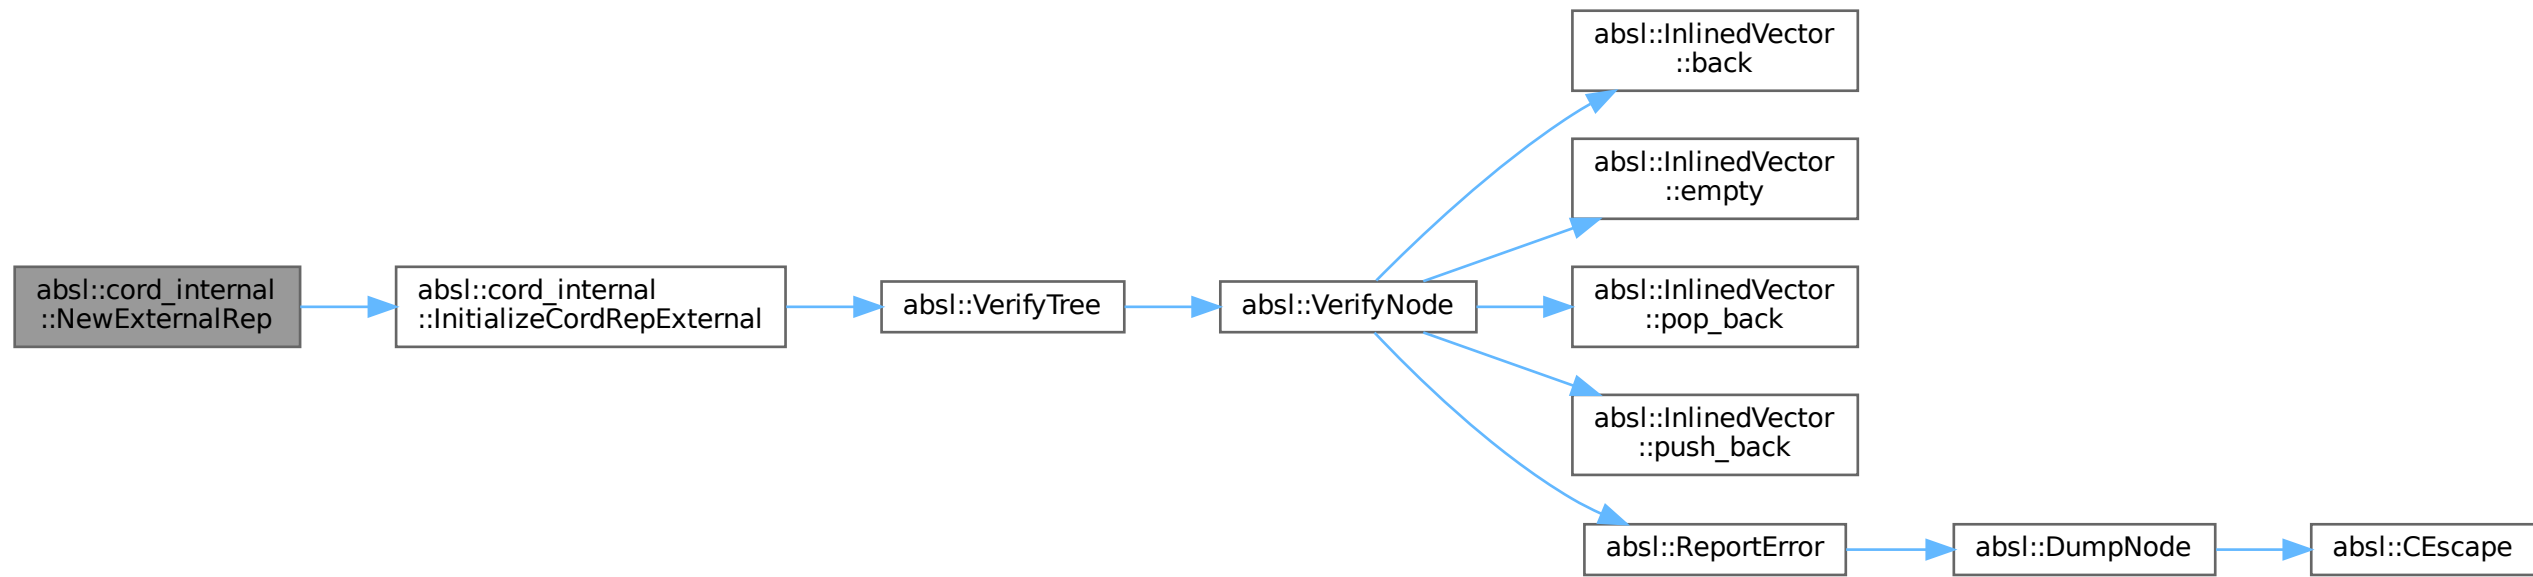 absl::cord_internal
::NewExternalRep
absl::cord_internal
::InitializeCordRepExternal
absl::VerifyTree
absl::VerifyNode
absl::InlinedVector
::back
absl::InlinedVector
::empty
absl::InlinedVector
::pop_back
absl::InlinedVector
::push_back
absl::ReportError
absl::DumpNode
absl::CEscape